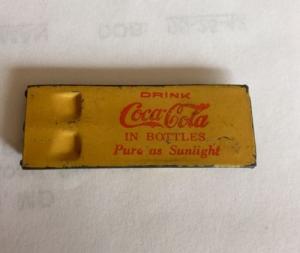 DRINK
Coca-Cola
IN BOTTLES
Pure as Sunlight